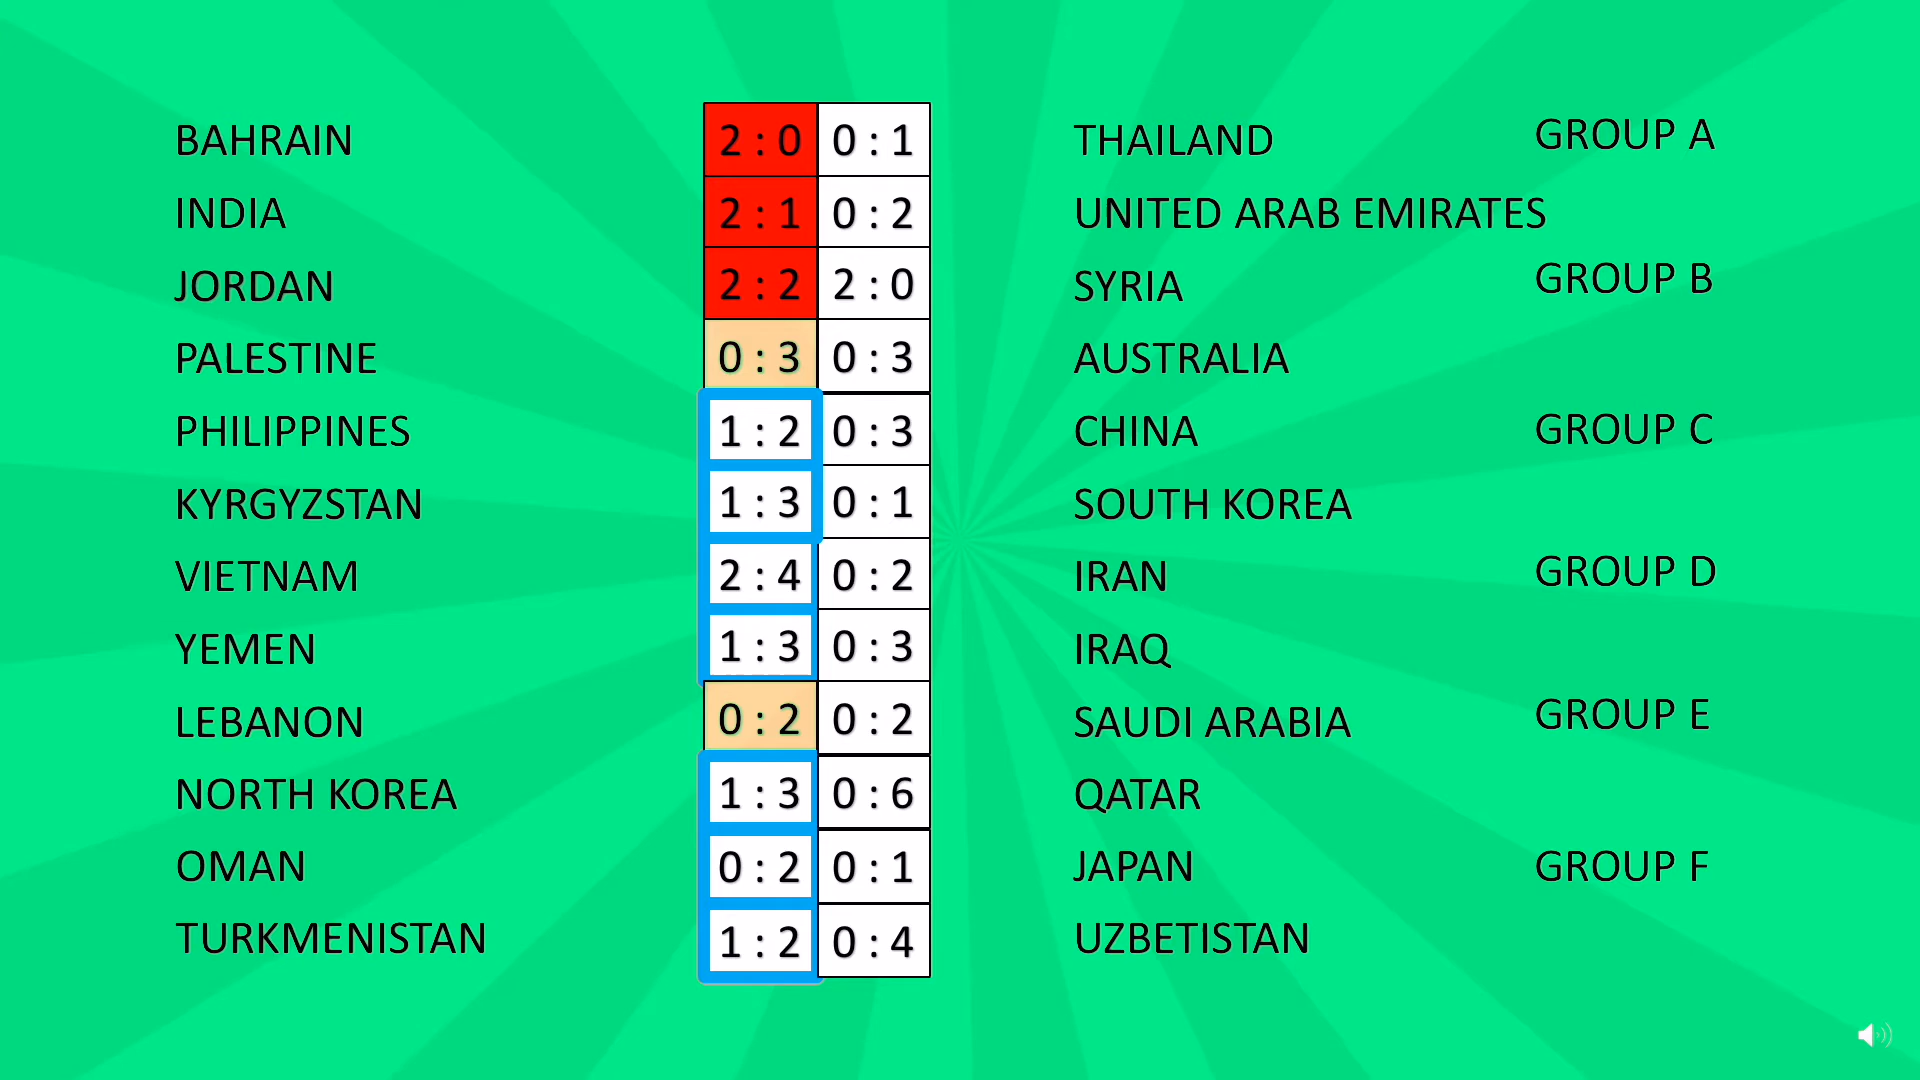 BAHRAIN 2 : 0 0 : 1 THAILAND GROUP A
INDIA 2 : 1 0 : 2 UNITED ARAB EMIRATES
JORDAN 2 : 2 2 : 0 SYRIA GROUP B
PALESTINE 0 : 3 0 : 3 AUSTRALIA
PHILIPPINES 1 : 2 0 : 3 CHINA GROUP C
KYRGYZSTAN 1 : 3 0 : 1 SOUTH KOREA
VIETNAM 2 : 4 0 : 2 IRAN GROUP D
YEMEN 1 : 3 0 : 3 IRAQ
LEBANON 0 : 2 0 : 2 SAUDI ARABIA GROUP E
NORTH KOREA 1 : 3 0 : 6 QATAR
OMAN 0 : 2 0 : 1 JAPAN GROUP F
TURKMENISTAN 1 : 2 0 : 4 UZBETISTAN